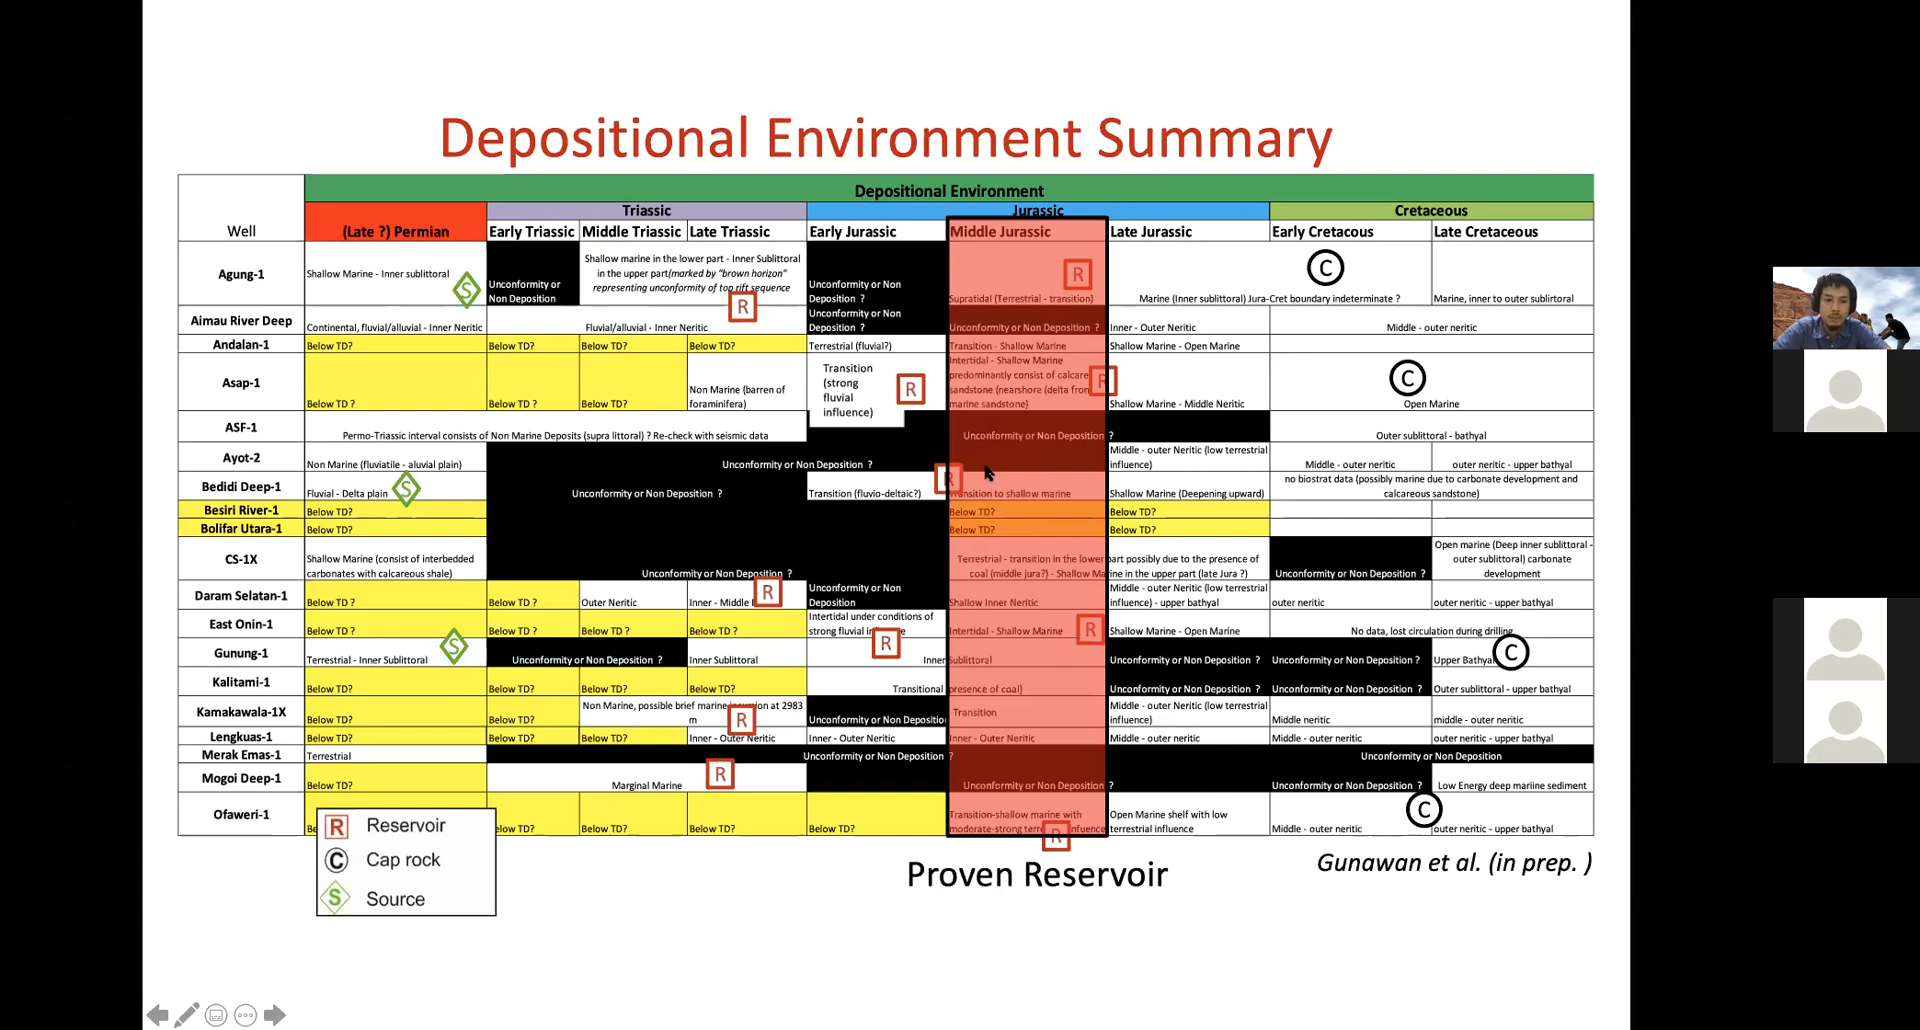 Depositional Environment Summary
Depositional Environment
Triassic
Jurassic
Cretaceous
Well
(Late ?) Permian
Early Triassic
Middle Triassic
Late Triassic
Early Jurassic
Middle Jurassic
Late Jurassic
Early Cretacous
Late Cretaceous
Agung-1
Shallow Marine - Inner sublittoral
S
Unconformity or
Non Deposition
Shallow marine in the lower part - Inner Sublittoral
in the upper part(marked by "brown horizon"
representing unconformity of top rift sequence
R
Unconformity or Non
Deposition ?
Supratidal (Terrestrial - transition)
R
Marine (Inner sublittoral) Jura-Cret boundary indeterminate ?
C
Marine, inner to outer sublirtoral
Aimau River Deep
Continental, fluvial/alluvial - Inner Neritic
Fluvial/alluvial - Inner Neritic
Unconformity or Non
Deposition ?
Unconformity or Non Deposition ?
Inner - Outer Neritic
Middle - outer neritic
Andalan-1
Below TD?
Below TD?
Below TD?
Below TD?
Terrestrial (fluvial?)
Transition - Shallow Marine
Shallow Marine - Open Marine
Asap-1
Below TD ?
Below TD ?
Below TD?
Non Marine (barren of
foraminifera)
Transition
(strong
fluvial
influence)
R
Intertidal - Shallow Marine
predominantly consist of calcare
sandstone (nearshore (delta fron
marine sandstone)
R
Shallow Marine - Middle Neritic
C
Open Marine
ASF-1
Permo-Triassic interval consists of Non Marine Deposits (supra littoral) ? Re-check with seismic data
Unconformity or Non Deposition ?
Outer sublittoral - bathyal
Ayot-2
Non Marine (fluviatile - aluvial plain)
Unconformity or Non Deposition ?
Middle - outer Neritic (low terrestrial
influence)
Middle - outer neritic
outer neritic - upper bathyal
Bedidi Deep-1
Fluvial - Delta plain
S
Unconformity or Non Deposition ?
Transition (fluvio-deltaic?)
R
Transition to shallow marine
Shallow Marine (Deepening upward)
no biostrat data (possibly marine due to carbonate development and
calcareous sandstone)
Besiri River-1
Below TD?
Below TD?
Below TD?
Bolifar Utara-1
Below TD?
Below TD?
Below TD?
CS-1X
Shallow Marine (consist of interbedded
carbonates with calcareous shale)
Unconformity or Non Deposition ?
Terrestrial - transition in the lower part possibly due to the presence of
coal (middle jura?) - Shallow Marine in the upper part (late Jura ?)
Unconformity or Non Deposition ?
Open marine (Deep inner sublittoral -
outer sublittoral) carbonate
development
Daram Selatan-1
Below TD ?
Below TD ?
Outer Neritic
Inner - Middle
R
Unconformity or Non
Deposition
Shallow Inner Neritic
Middle - outer Neritic (low terrestrial
influence) - upper bathyal
outer neritic
outer neritic - upper bathyal
East Onin-1
Below TD ?
Below TD ?
Below TD?
Below TD ?
Intertidal under conditions of
strong fluvial
R
Intertidal - Shallow Marine
R
Shallow Marine - Open Marine
No data, lost circulation during drilling
Gunung-1
Terrestrial - Inner Sublittoral
S
Unconformity or Non Deposition ?
Inner Sublittoral
Inner Sublittoral
Unconformity or Non Deposition ?
Unconformity or Non Deposition ?
Upper Bathyal
C
Kalitami-1
Below TD?
Below TD?
Below TD?
Below TD?
Transitional
presence of coal)
Unconformity or Non Deposition ?
Unconformity or Non Deposition ?
Outer sublittoral - upper bathyal
Kamakawala-1X
Below TD?
Below TD?
Non Marine, possible brief marine incursion at 2983
m
R
Unconformity or Non Depositio
Transition
Middle - outer Neritic (low terrestrial
influence)
Middle neritic
middle - outer neritic
Lengkuas-1
Below TD?
Below TD?
Below TD?
Inner - Outer Neritic
Inner - Outer Neritic
Inner - Outer Neritic
Middle - outer neritic
Middle - outer neritic
outer neritic - upper bathyal
Merak Emas-1
Terrestrial
Unconformity or Non Deposition ?
Unconformity or Non Deposition
Mogoi Deep-1
Below TD?
Marginal Marine
R
Unconformity or Non Deposition ?
Unconformity or Non Deposition ?
Low Energy deep mariine sediment
Ofaweri-1
elow TD?
Below TD?
Below TD?
Below TD?
Transition-shallow marine with
moderate-strong
R
Open Marine shelf with low
terrestrial influence
Middle - outer neritic
C
outer neritic - upper bathyal
R Reservoir
C Cap rock
S Source
Proven Reservoir
Gunawan et al. (in prep. )